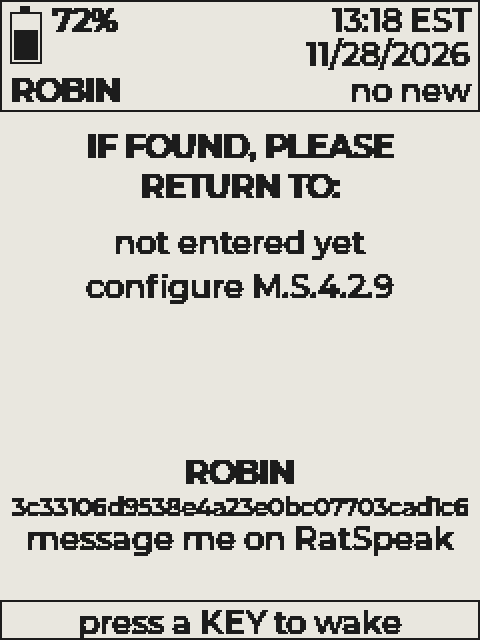 72%
13:18 EST
11/28/2026
ROBIN
no new
IF FOUND, PLEASE
RETURN TO:
not entered yet
configure M.S.4.2.9
ROBIN
3c33106d9538e4a23e0bc07703cad1c6
message me on RatSpeak
press a KEY to wake